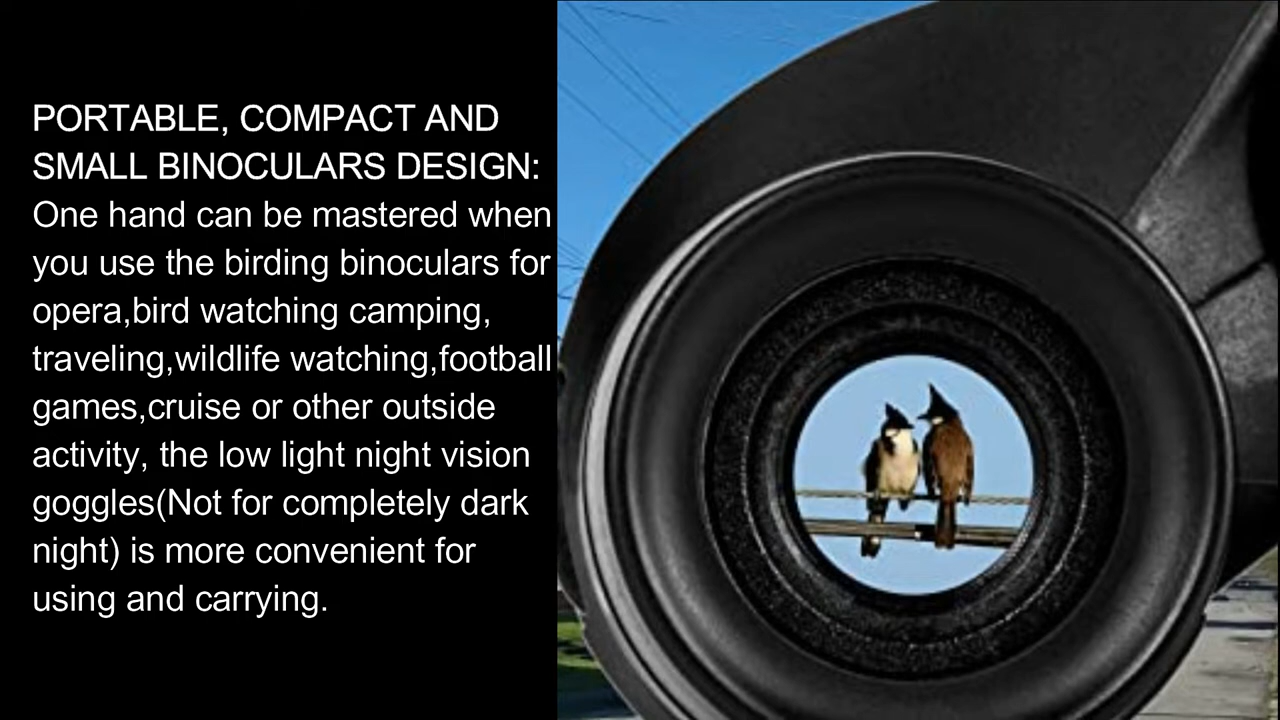 PORTABLE, COMPACT AND
SMALL BINOCULARS DESIGN:
One hand can be mastered when
you use the birding binoculars for
opera,bird watching camping,
traveling,wildlife watching,football
games,cruise or other outside
activity, the low light night vision
goggles(Not for completely dark
night) is more convenient for
using and carrying.